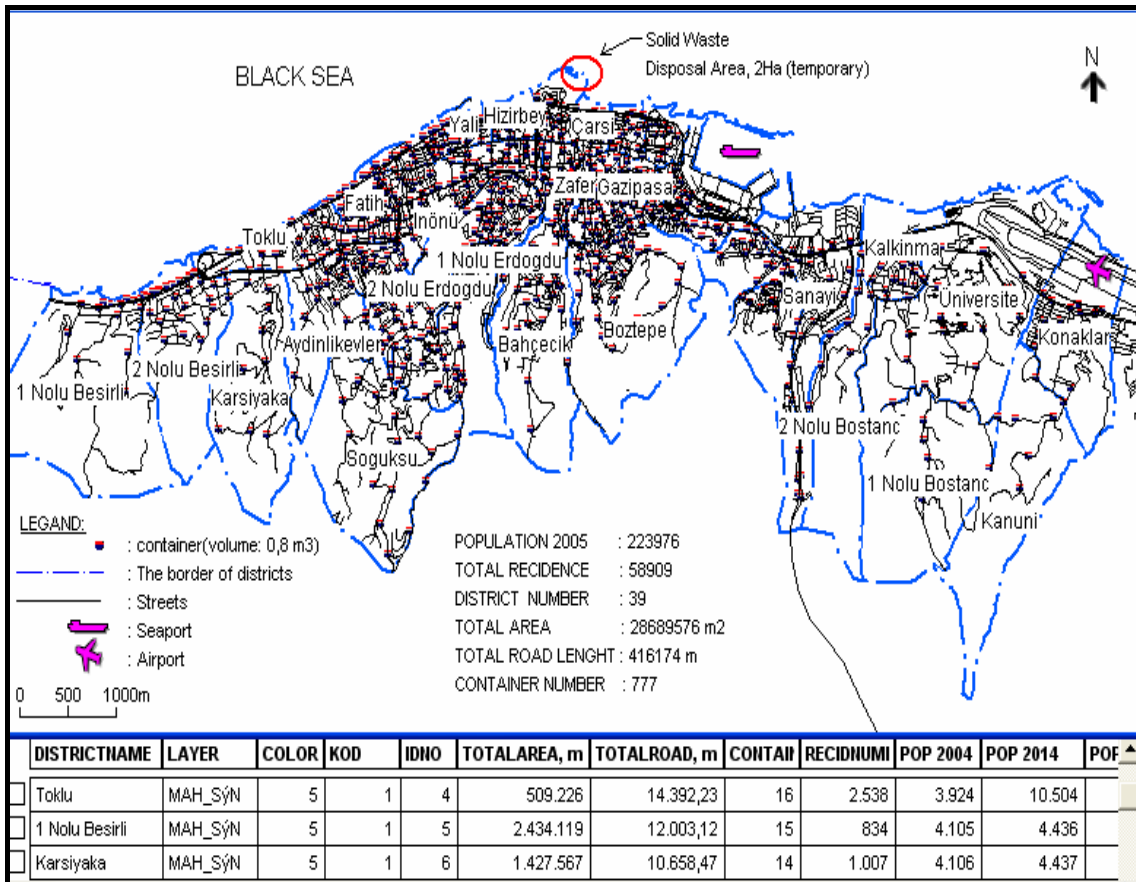 Solid Waste
Disposal Area, 2Ha (temporary)
BLACK SEA
N
Yali
Hizirbey
Carsi
Zafer
Gazipasa
Fatih
Inönü
Toklu
1 Nolu Erdogdu
Kalkinma
2 Nolu Erdogdu
Sanayi
Üniversite
Aydinlikevler
Bahçecik
Boztepe
Konaklar
1 Nolu Besirli
2 Nolu Besirli
Karsiyaka
2 Nolu Bostanc
Soguksu
1 Nolu Bostanc
Kanuni
LEGAND:
: container(volume: 0,8 m3)
: The border of districts
: Streets
: Seaport
: Airport
0 500 1000m
POPULATION 2005 : 223976
TOTAL RECIDENCE : 58909
DISTRICT NUMBER : 39
TOTAL AREA : 28689576 m2
TOTAL ROAD LENGHT : 416174 m
CONTAINER NUMBER : 777
DISTRICTNAME LAYER COLOR KOD IDNO TOTALAREA, m TOTALROAD, m CONTAIN RECIDNUMI POP 2004 POP 2014 POP
Toklu MAH_SýN 5 1 4 509.226 14.392,23 16 2.538 3.924 10.504
1 Nolu Besirli MAH_SýN 5 1 5 2.434.119 12.003,12 15 834 4.105 4.436
Karsiyaka MAH_SýN 5 1 6 1.427.567 10.658,47 14 1.007 4.106 4.437